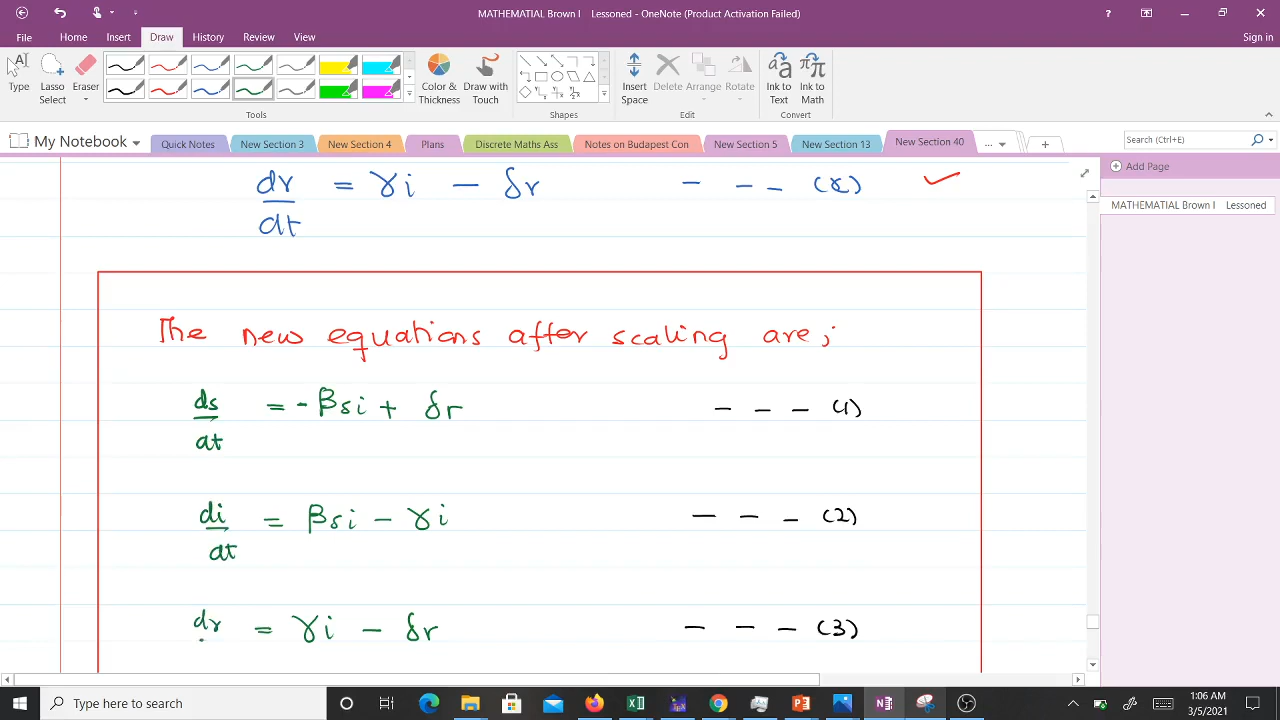 MATHEMATIAL Brown I    Lessoned - OneNote (Product Activation Failed)
File Home Insert Draw History Review View
Sign in
Type
Lasso Select
Eraser
Color & Thickness
Draw with Touch
Insert Space
Delete
Arrange
Rotate
Ink to Text
Ink to Math
Tools
Shapes
Edit
Convert
My Notebook
Quick Notes
New Section 3
New Section 4
Plans
Discrete Maths Ass
Notes on Budapest Con
New Section 5
New Section 13
New Section 40
...
Search (Ctrl+E)
Add Page
MATHEMATIAL Brown I    Lessoned
dr/dt = γi − δr
The new equations after scaling are;
ds/dt = -βsi + δr --- (1)
di/dt = βsi − γi --- (2)
dr = γi − δr --- (3)
Type here to search
1:06 AM
3/5/2021